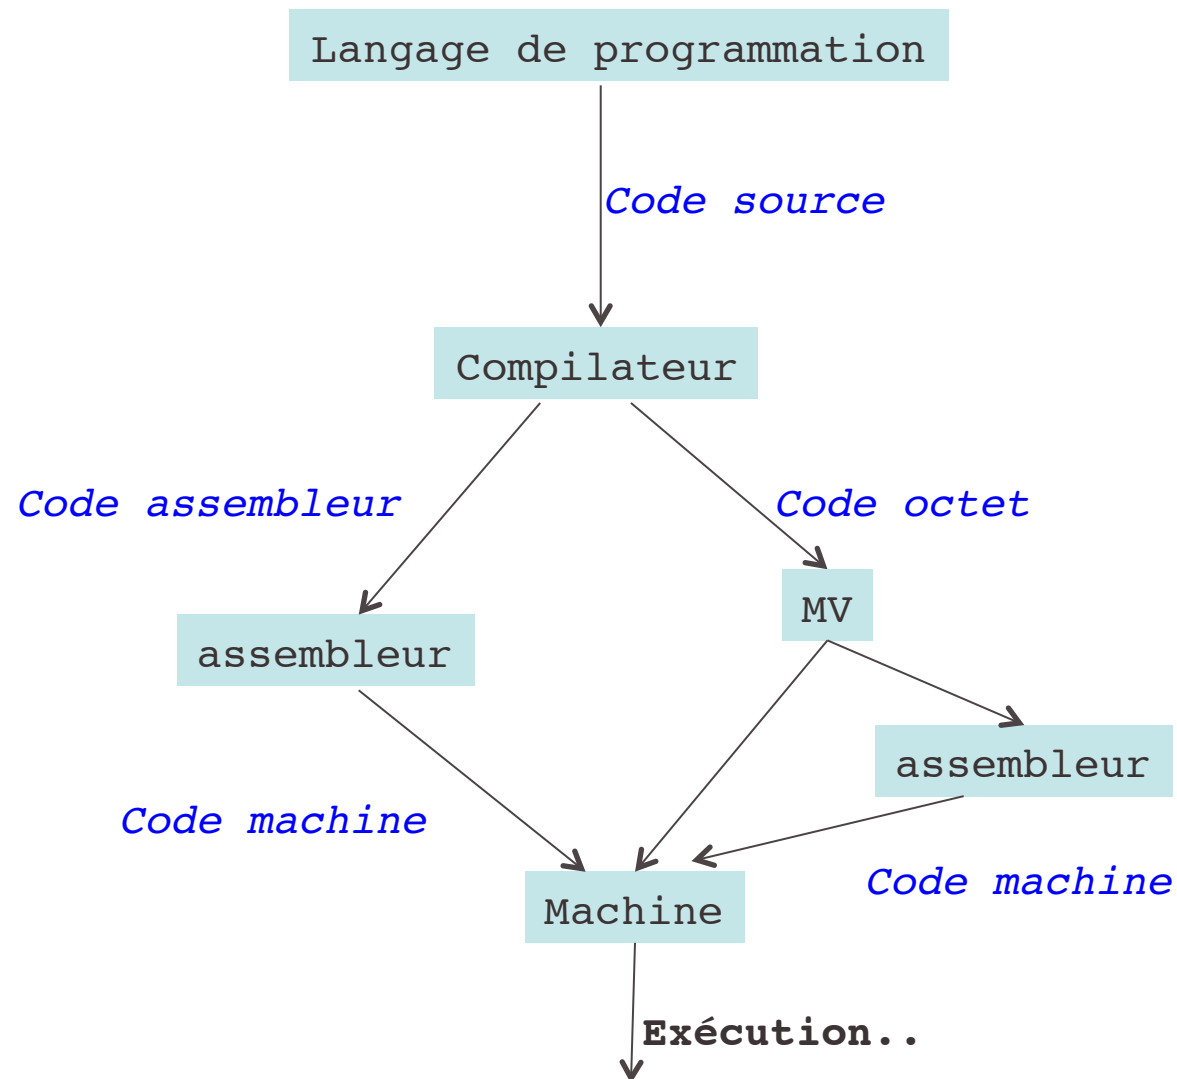 Langage de programmation
Code source
Compilateur
Code assembleur
Code octet
MV
assembleur
assembleur
Code machine
Code machine
Machine
Exécution..